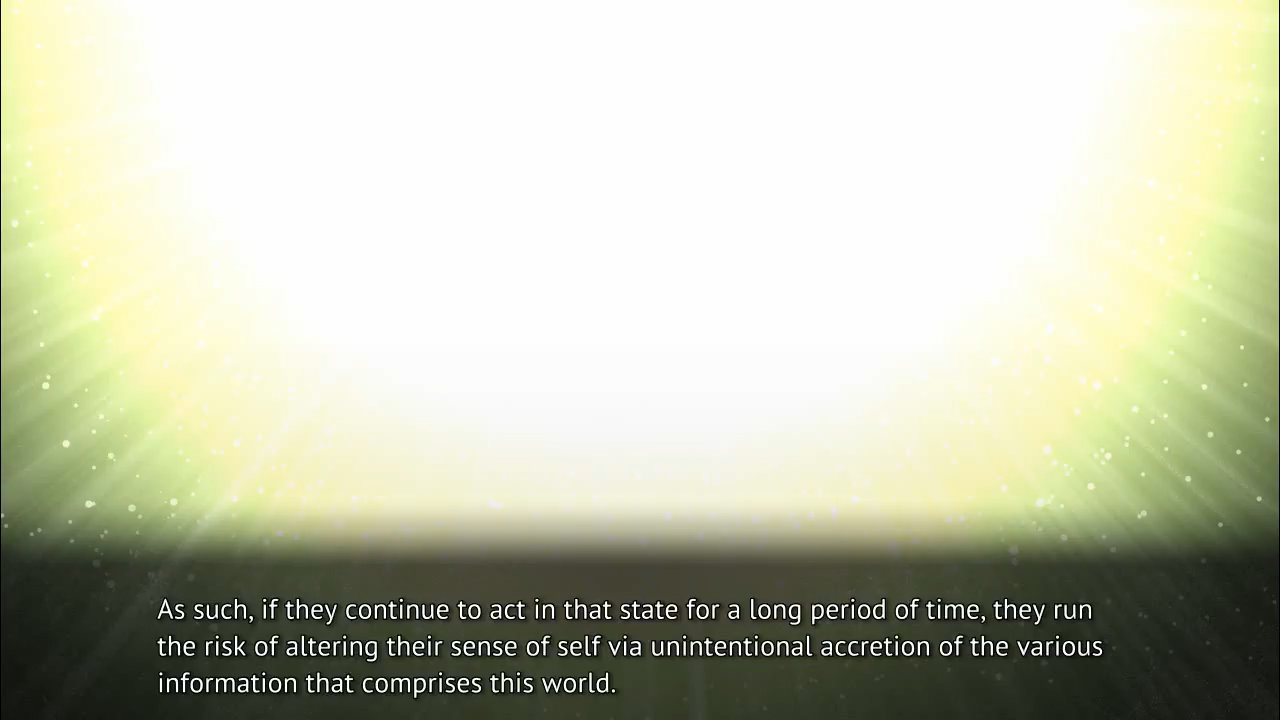 As such, if they continue to act in that state for a long period of time, they run
the risk of altering their sense of self via unintentional accretion of the various
information that comprises this world.